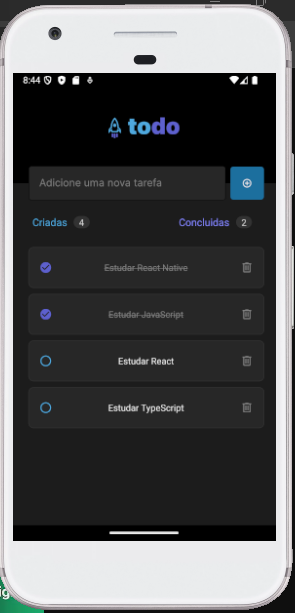 8:44
todo
Adicione uma nova tarefa
Criadas 4 Concluidas 2
Estudar React Native
Estudar JavaScript
Estudar React
Estudar TypeScript